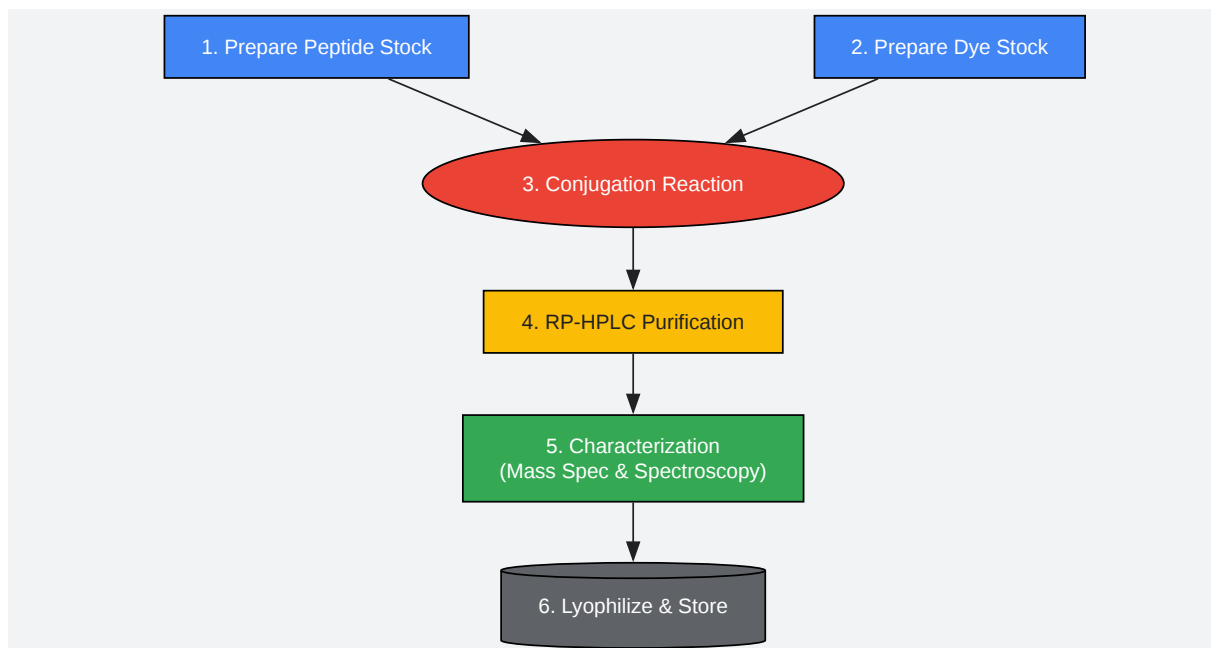 1. Prepare Peptide Stock
2. Prepare Dye Stock
3. Conjugation Reaction
4. RP-HPLC Purification
5. Characterization
(Mass Spec & Spectroscopy)
6. Lyophilize & Store